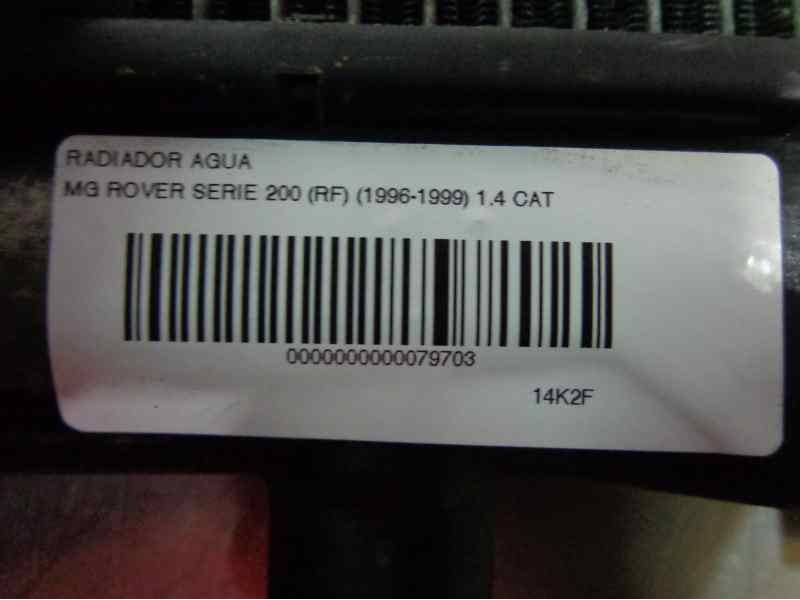 RADIADOR AGUA
MG ROVER SERIE 200 (RF) (1996-1999) 1.4 CAT
0000000000079703
14K2F